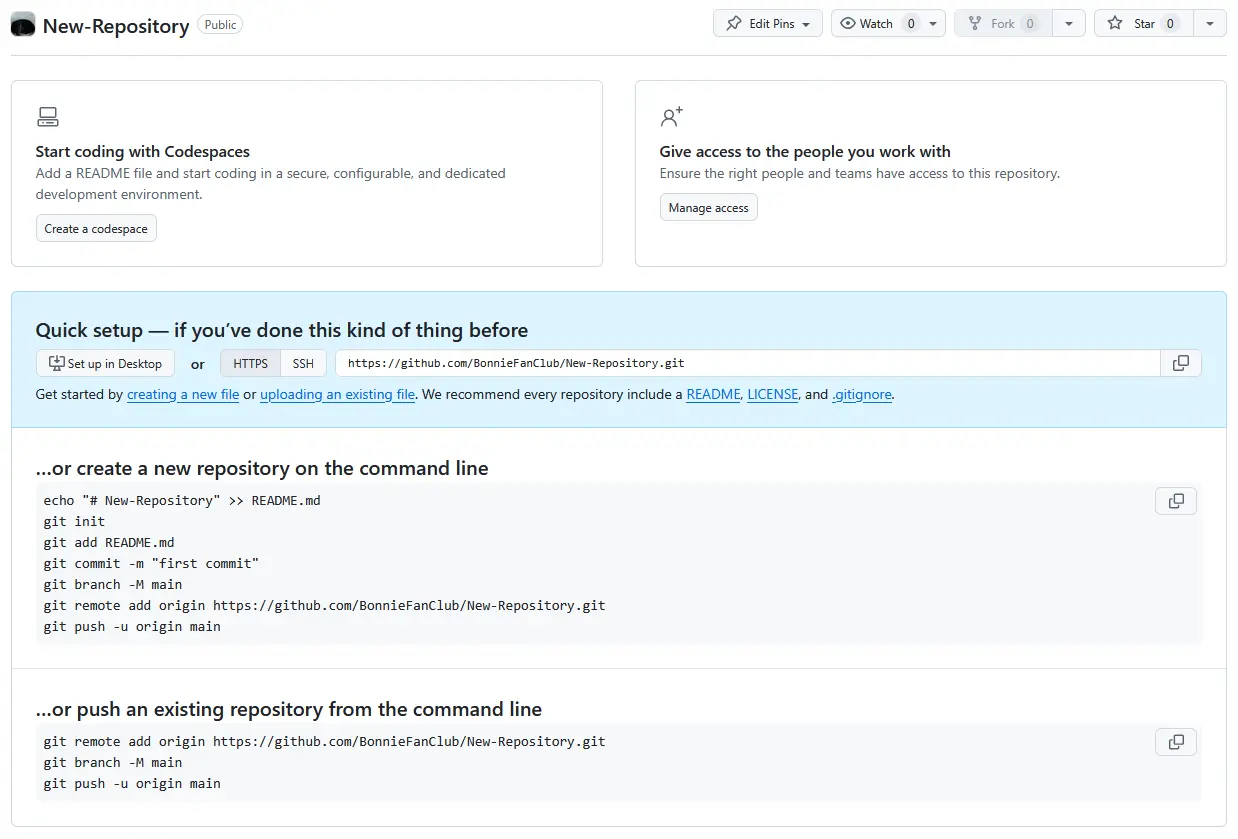 New-Repository Public
Edit Pins Watch 0 Fork 0 Star 0
Start coding with Codespaces
Add a README file and start coding in a secure, configurable, and dedicated
development environment.
Create a codespace
Give access to the people you work with
Ensure the right people and teams have access to this repository.
Manage access
Quick setup — if you’ve done this kind of thing before
Set up in Desktop or HTTPS SSH https://github.com/BonnieFanClub/New-Repository.git
Get started by creating a new file or uploading an existing file. We recommend every repository include a README, LICENSE, and .gitignore.
…or create a new repository on the command line
echo "# New-Repository" >> README.md
git init
git add README.md
git commit -m "first commit"
git branch -M main
git remote add origin https://github.com/BonnieFanClub/New-Repository.git
git push -u origin main
…or push an existing repository from the command line
git remote add origin https://github.com/BonnieFanClub/New-Repository.git
git branch -M main
git push -u origin main